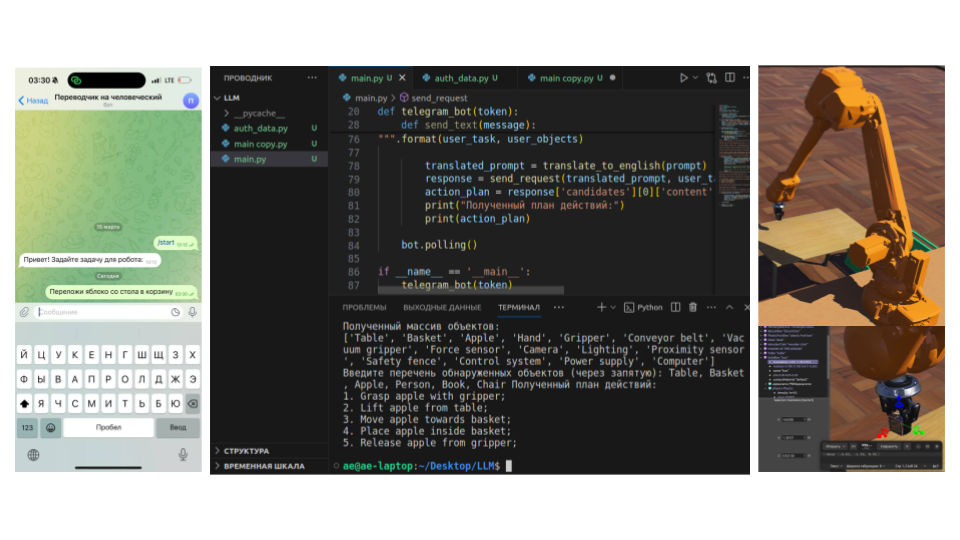 03:30
LTE
Назад
Переводчик на человеческий
бот
П
15 марта
/start
Привет! Задайте задачу для робота:
Сегодня
Переложи яблоко со стола в корзину
Сообщение
Й Ц У К Е Н Г Ш Щ З Х
Ф Ы В А П Р О Л Д Ж Э
Я Ч С М И Т Ь Б Ю
123
Пробел
Ввод
ПРОВОДНИК ···
LLM
__pycache__
auth_data.py U
main copy.py U
main.py U
СТРУКТУРА
ВРЕМЕННАЯ ШКАЛА
main.py U
auth_data.py U
main copy.py U
main.py > send_request
20 def telegram_bot(token):
28 def send_text(message):
76 """.format(user_task, user_objects)
77
78 translated_prompt = translate_to_english(prompt)
79 response = send_request(translated_prompt, user_t
80 action_plan = response['candidates'][0]['content'
81 print("Полученный план действий:")
82 print(action_plan)
83
84 bot.polling()
85
86 if __name__ == '__main__':
87 telegram_bot(token)
ПРОБЛЕМЫ ВЫХОДНЫЕ ДАННЫЕ ТЕРМИНАЛ ··· Python
Полученный массив объектов:
['Table', 'Basket', 'Apple', 'Hand', 'Gripper', 'Conveyor belt', 'Vac
uum gripper', 'Force sensor', 'Camera', 'Lighting', 'Proximity sensor
', 'Safety fence', 'Control system', 'Power supply', 'Computer']
Введите перечень обнаруженных объектов (через запятую): Table, Basket
, Apple, Person, Book, Chair Полученный план действий:
1. Grasp apple with gripper;
2. Lift apple from table;
3. Move apple towards basket;
4. Place apple inside basket;
5. Release apple from gripper;
ae@ae-laptop:~/Desktop/LLM$